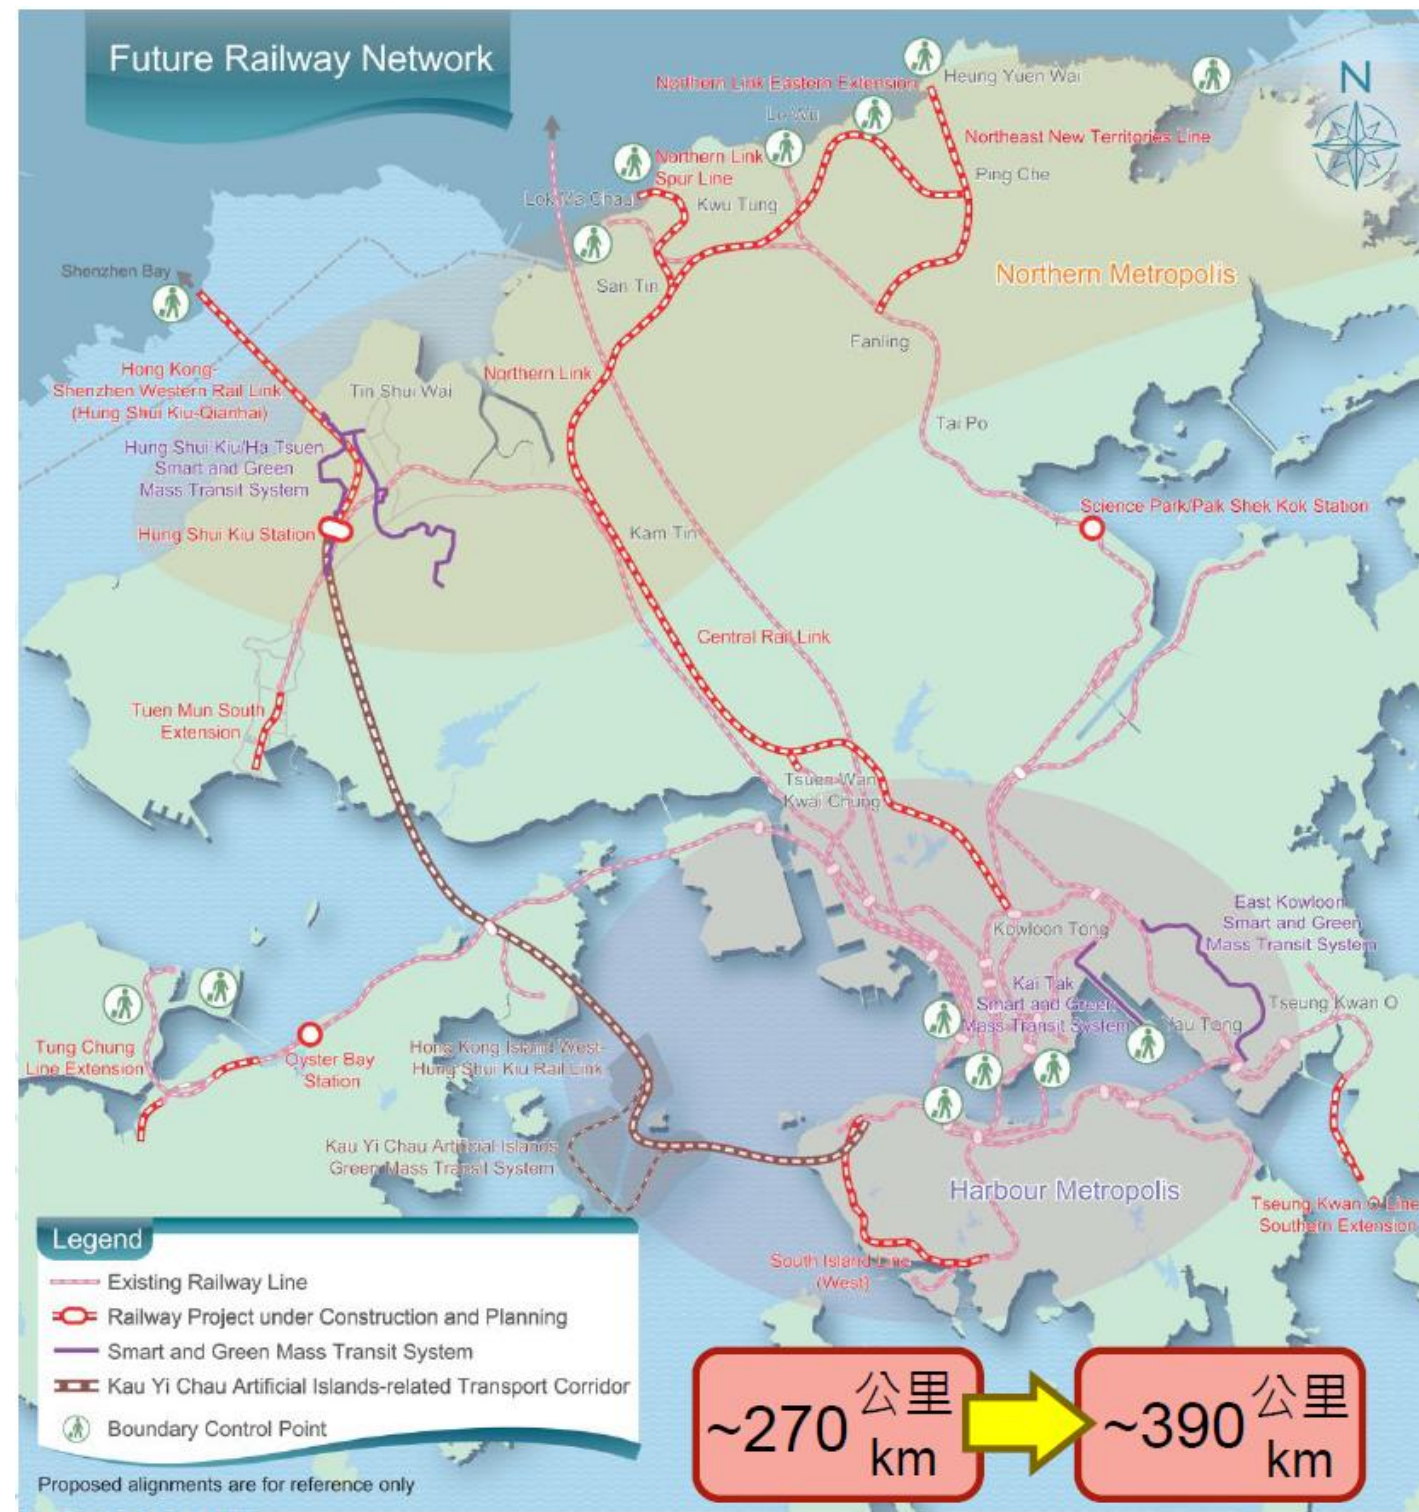 Future Railway Network
N
Heung Yuen Wai
Northern Link Eastern Extension
Lo Wu
Northeast New Territories Line
Northern Link
Spur Line
Ping Che
Lok Ma Chau
Kwu Tung
Shenzhen Bay
San Tin
Northern Metropolis
Fanling
Hong Kong-
Shenzhen Western Rail Link
(Hung Shui Kiu-Qianhai)
Northern Link
Tin Shui Wai
Tai Po
Hung Shui Kiu/Ha Tsuen
Smart and Green
Mass Transit System
Science Park/Pak Shek Kok Station
Hung Shui Kiu Station
Kam Tin
Central Rail Link
Tuen Mun South
Extension
Tsuen Wan
Kwai Chung
East Kowloon
Smart and Green
Mass Transit System
Kowloon Tong
Kai Tak
Smart and Green
Mass Transit System
Tseung Kwan O
Yau Tong
Tung Chung
Line Extension
Oyster Bay
Station
Hong Kong Island West-
Hung Shui Kiu Rail Link
Kau Yi Chau Artificial Islands
Green Mass Transit System
Harbour Metropolis
Tseung Kwan O Line
Southern Extension
South Island Line
(West)
Legend
Existing Railway Line
Railway Project under Construction and Planning
Smart and Green Mass Transit System
Kau Yi Chau Artificial Islands-related Transport Corridor
Boundary Control Point
Proposed alignments are for reference only
~270 公里
km
~390 公里
km